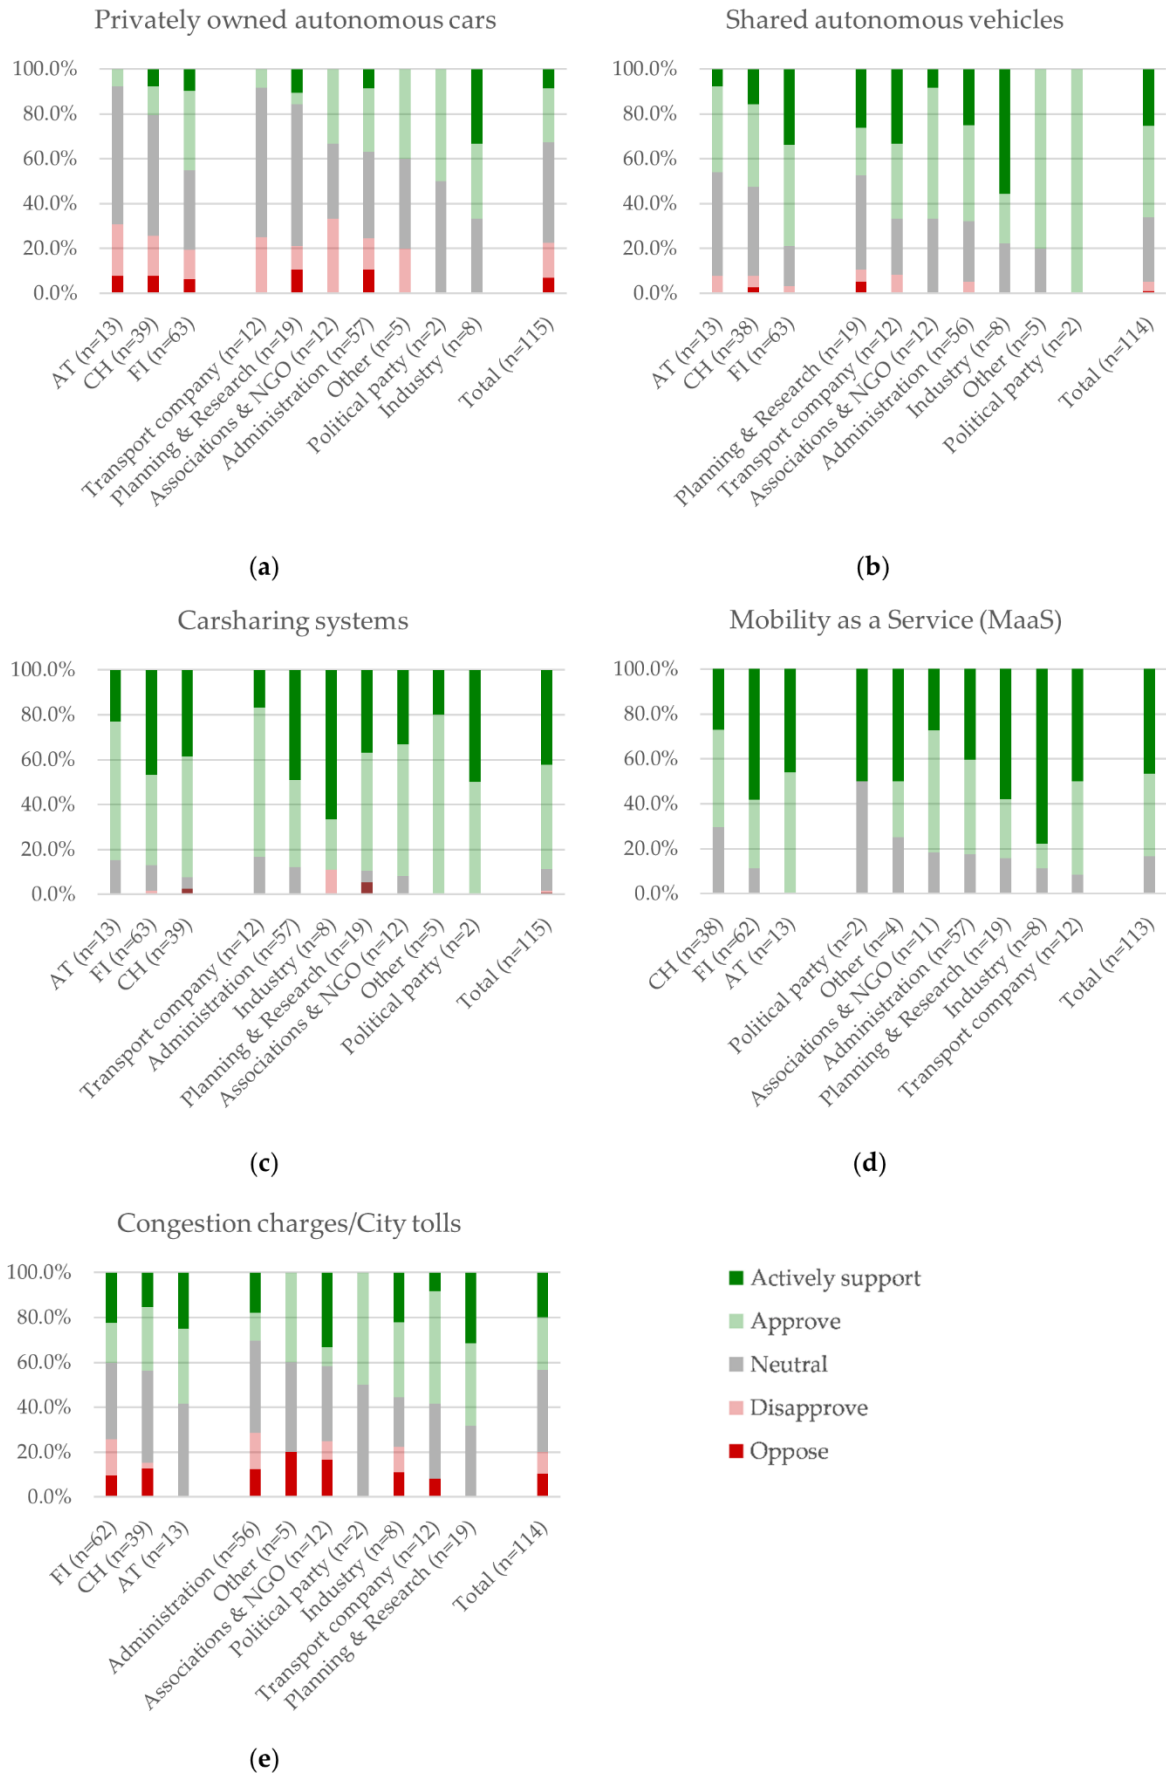 Privately owned autonomous cars
100.0%
80.0%
60.0%
40.0%
20.0%
0.0%
AT (n=13)
CH (n=39)
FI (n=63)
Transport company (n=12)
Planning & Research (n=19)
Associations & NGO (n=12)
Administration (n=57)
Other (n=5)
Political party (n=2)
Industry (n=8)
Total (n=115)
(a)
Shared autonomous vehicles
100.0%
80.0%
60.0%
40.0%
20.0%
0.0%
AT (n=13)
CH (n=38)
FI (n=63)
Planning & Research (n=19)
Transport company (n=12)
Associations & NGO (n=12)
Administration (n=56)
Industry (n=8)
Other (n=5)
Political party (n=2)
Total (n=114)
(b)
Carsharing systems
100.0%
80.0%
60.0%
40.0%
20.0%
0.0%
AT (n=13)
FI (n=63)
CH (n=39)
Transport company (n=12)
Administration (n=57)
Industry (n=8)
Planning & Research (n=19)
Associations & NGO (n=12)
Other (n=5)
Political party (n=2)
Total (n=115)
(c)
Mobility as a Service (MaaS)
100.0%
80.0%
60.0%
40.0%
20.0%
0.0%
CH (n=38)
FI (n=62)
AT (n=13)
Political party (n=2)
Other (n=4)
Associations & NGO (n=11)
Administration (n=57)
Planning & Research (n=19)
Industry (n=8)
Transport company (n=12)
Total (n=113)
(d)
Congestion charges/City tolls
100.0%
80.0%
60.0%
40.0%
20.0%
0.0%
FI (n=62)
CH (n=39)
AT (n=13)
Administration (n=56)
Other (n=5)
Associations & NGO (n=12)
Political party (n=2)
Industry (n=8)
Transport company (n=12)
Planning & Research (n=19)
Total (n=114)
(e)
Actively support
Approve
Neutral
Disapprove
Oppose